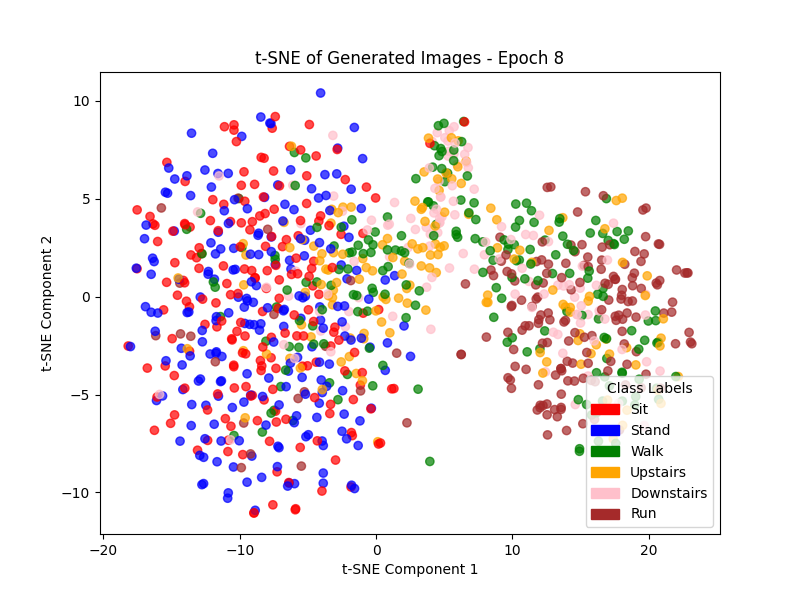 t-SNE of Generated Images - Epoch 8
10
5
0
−5
−10
t-SNE Component 2
−20
−10
0
10
20
t-SNE Component 1
Class Labels
Sit
Stand
Walk
Upstairs
Downstairs
Run